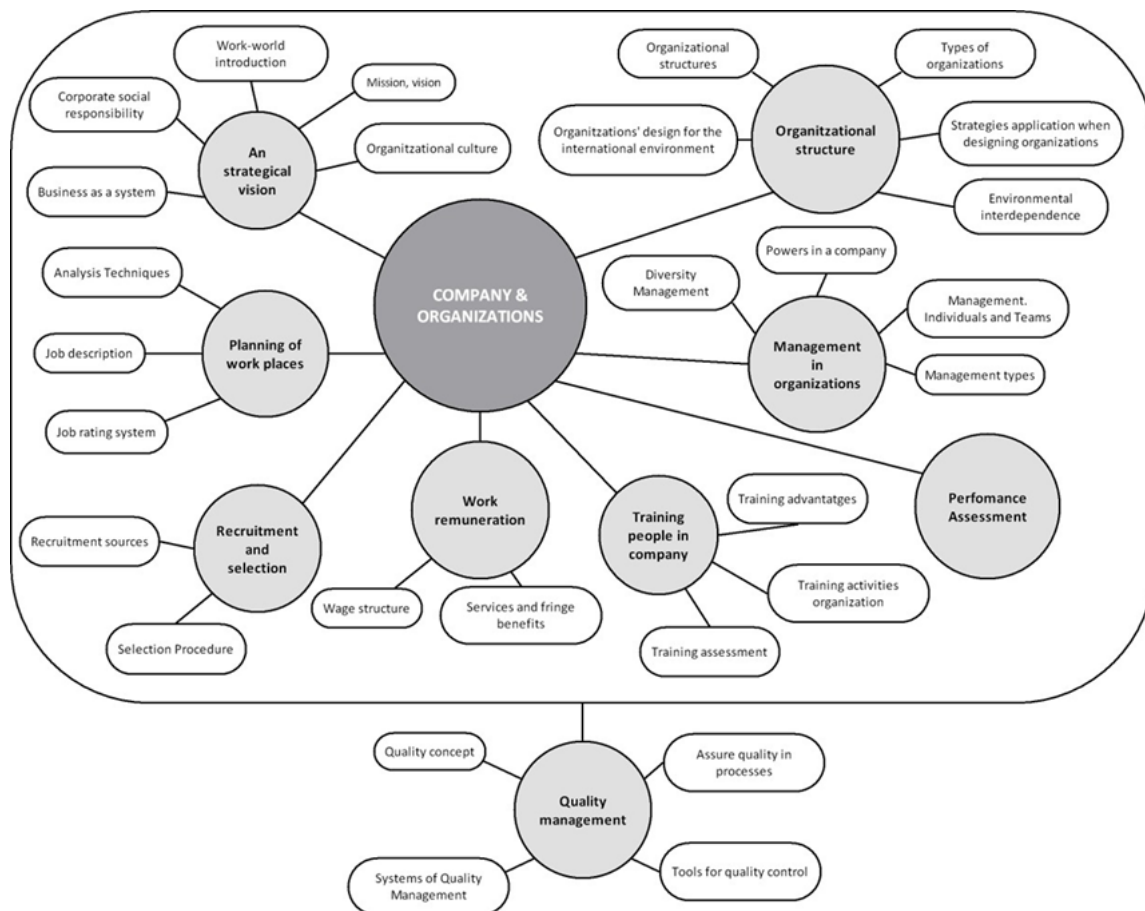 Work-world
introduction
Mission, vision
Corporate social
responsibility
Organitzational culture
An
strategical
vision
Business as a system
Organizational
structures
Types of
organizations
Organitzations' design for the
international environment
Organitzational
structure
Strategies application when
designing organizations
Environmental
interdependence
COMPANY &
ORGANIZATIONS
Analysis Techniques
Job description
Planning of
work places
Job rating system
Powers in a company
Diversity
Management
Management.
Individuals and Teams
Management
in
organizations
Management types
Recruitment sources
Recruitment
and
selection
Selection Procedure
Work
remuneration
Wage structure
Services and fringe
benefits
Training advantatges
Training
people in
company
Training activities
organization
Training assessment
Perfomance
Assessment
Quality concept
Assure quality in
processes
Quality
management
Systems of Quality
Management
Tools for quality control